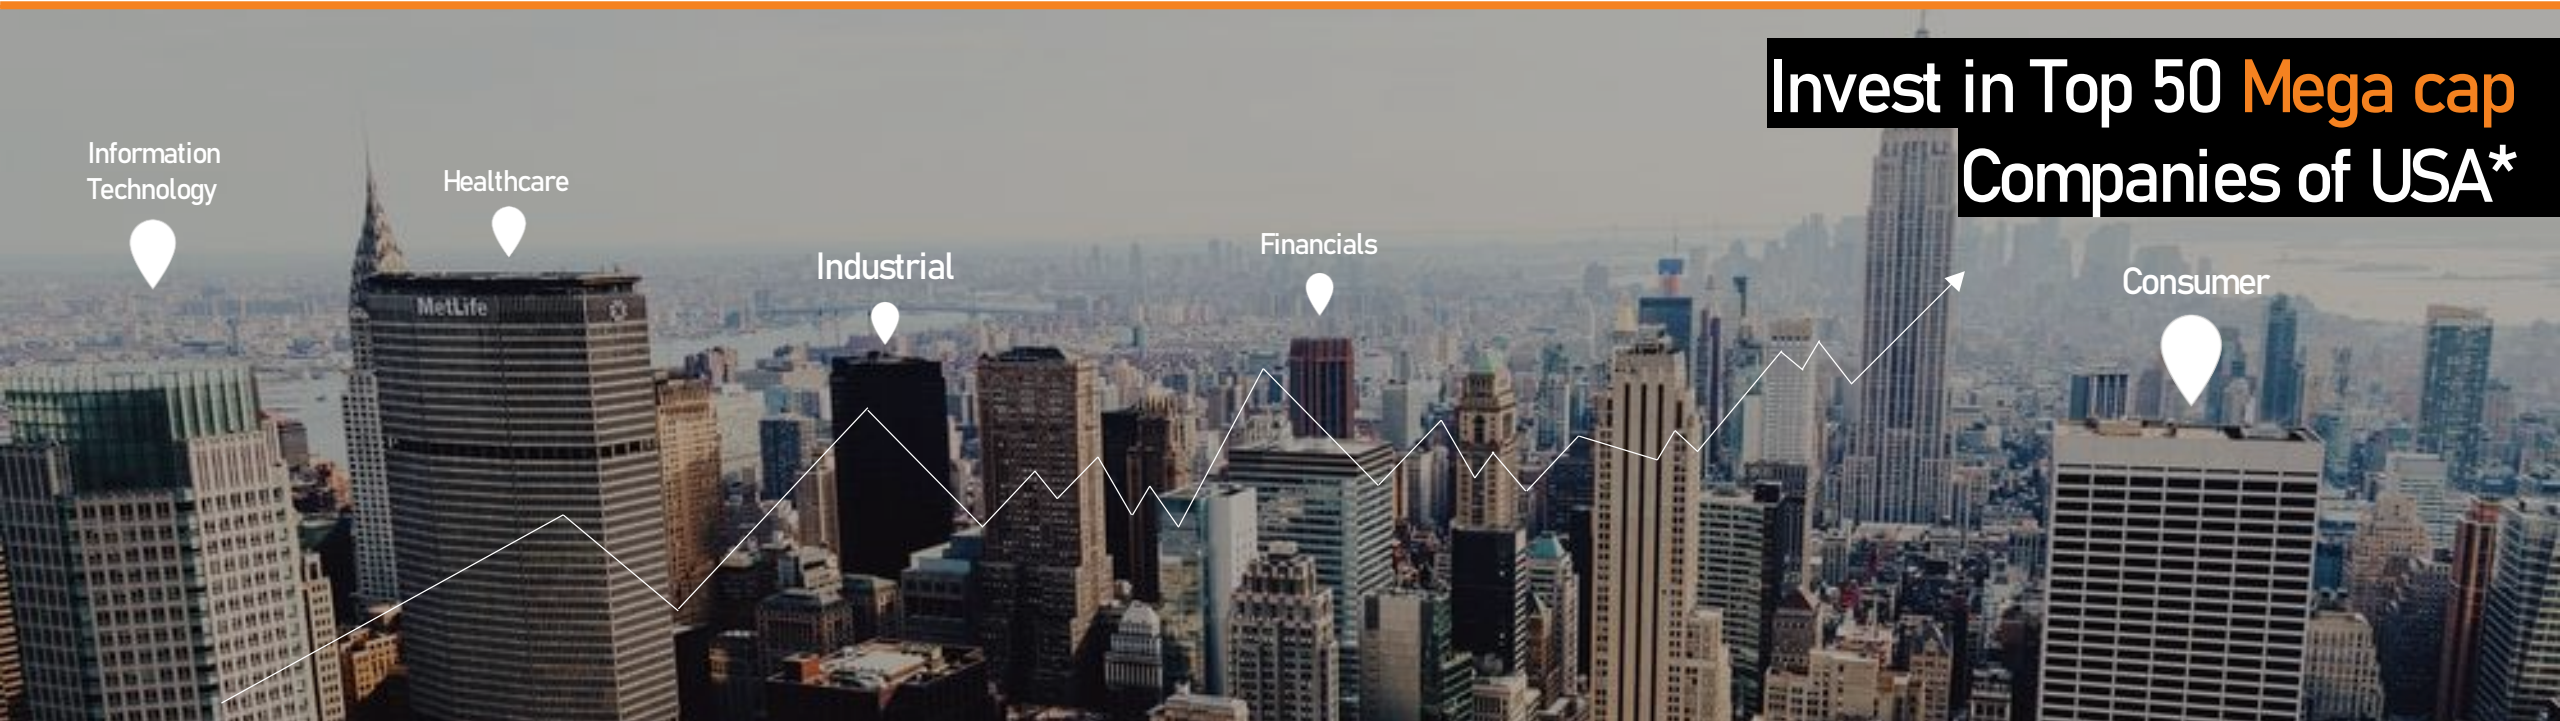 Invest in Top 50 Mega cap
Companies of USA*
Information
Technology
Healthcare
Industrial
Financials
Consumer
MetLife